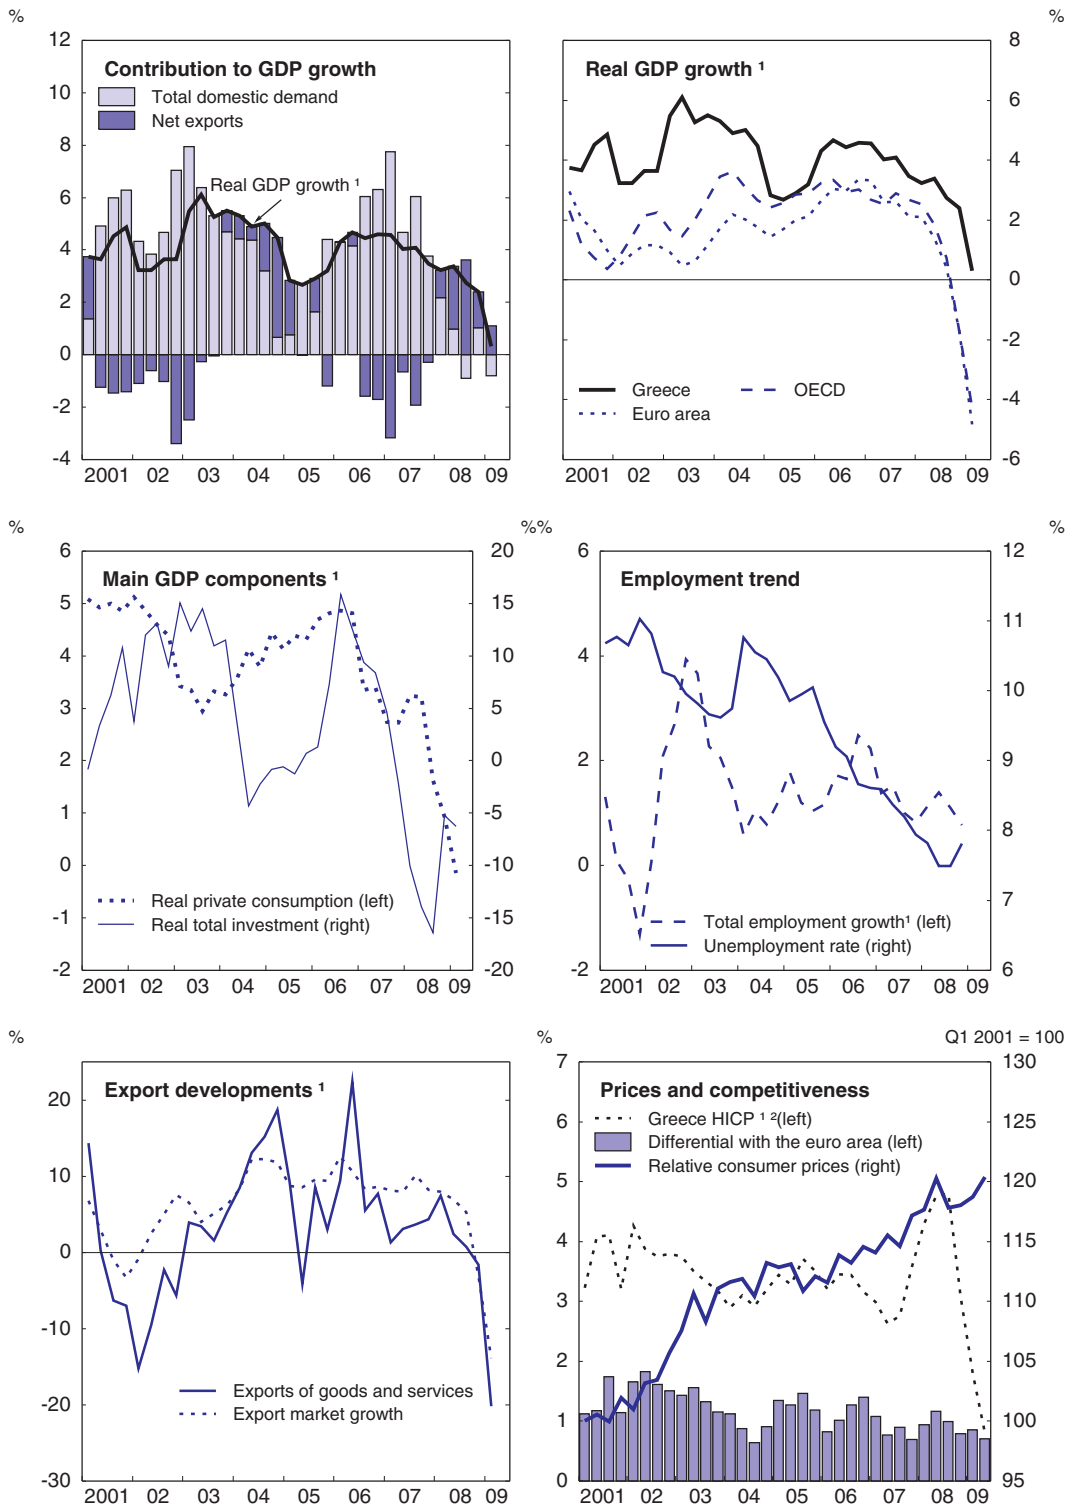 %
%
12
10
8
6
4
2
0
-2
-4
Contribution to GDP growth
Total domestic demand
Net exports
Real GDP growth ¹
2001 02 03 04 05 06 07 08 09
8
6
4
2
0
-2
-4
-6
Real GDP growth ¹
Greece
OECD
Euro area
2001 02 03 04 05 06 07 08 09
%
%%
%
6
5
4
3
2
1
0
-1
-2
20
15
10
5
0
-5
-10
-15
-20
Main GDP components ¹
Real private consumption (left)
Real total investment (right)
2001 02 03 04 05 06 07 08 09
6
4
2
0
-2
12
11
10
9
8
7
6
Employment trend
Total employment growth¹ (left)
Unemployment rate (right)
2001 02 03 04 05 06 07 08 09
%
%
Q1 2001 = 100
20
10
0
-10
-20
-30
Export developments ¹
Exports of goods and services
Export market growth
2001 02 03 04 05 06 07 08 09
7
6
5
4
3
2
1
0
130
125
120
115
110
105
100
95
Prices and competitiveness
Greece HICP ¹ ²(left)
Differential with the euro area (left)
Relative consumer prices (right)
2001 02 03 04 05 06 07 08 09